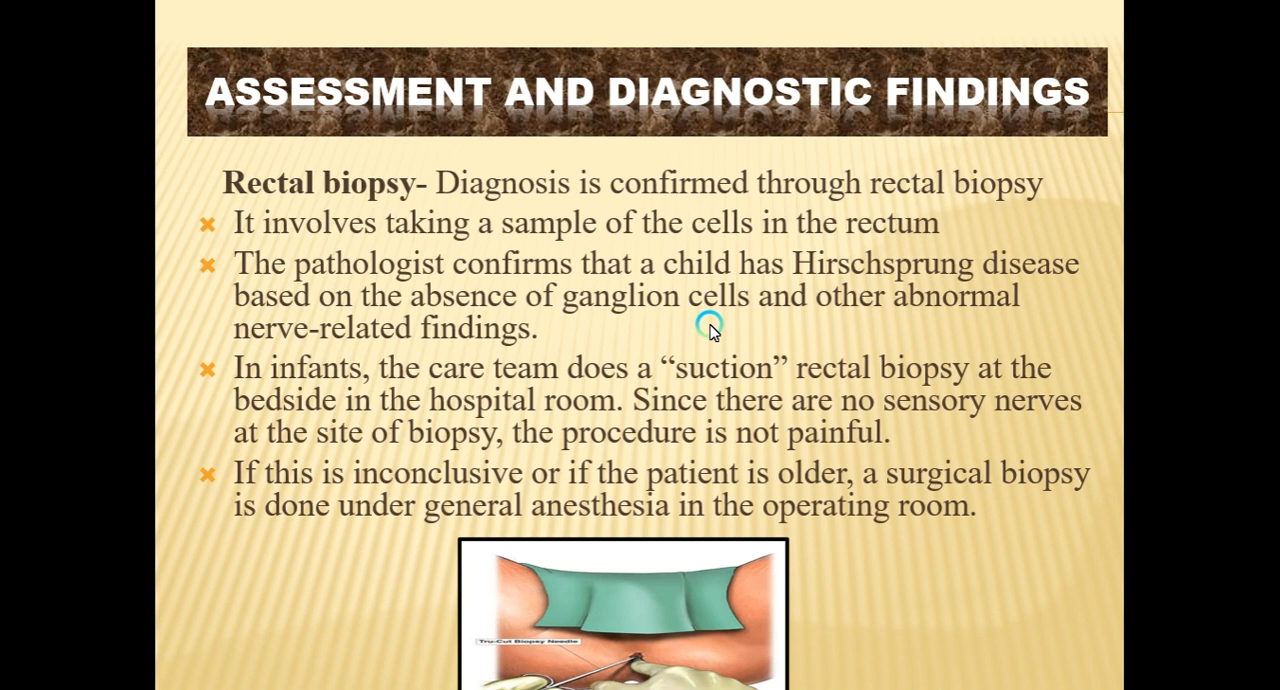 ASSESSMENT AND DIAGNOSTIC FINDINGS
Rectal biopsy- Diagnosis is confirmed through rectal biopsy
It involves taking a sample of the cells in the rectum
The pathologist confirms that a child has Hirschsprung disease
based on the absence of ganglion cells and other abnormal
nerve-related findings.
In infants, the care team does a “suction” rectal biopsy at the
bedside in the hospital room. Since there are no sensory nerves
at the site of biopsy, the procedure is not painful.
If this is inconclusive or if the patient is older, a surgical biopsy
is done under general anesthesia in the operating room.
Tru-Cut Biopsy Needle